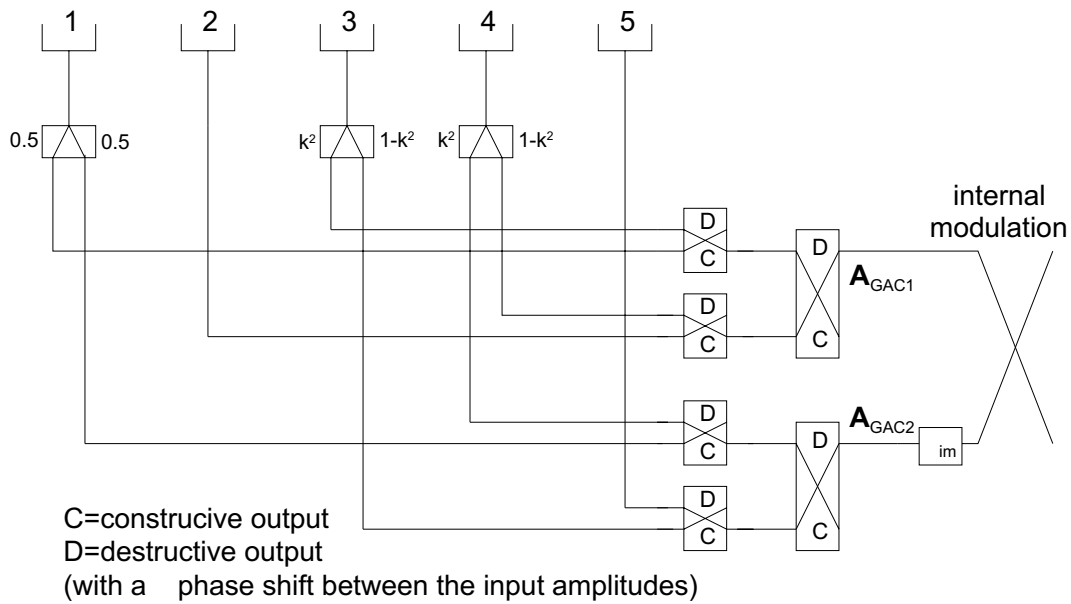 1 2 3 4 5
0.5 0.5 k² 1-k² k² 1-k²
internal
modulation
D
C
D
C
D
C
A_GAC1
D
C
D
C
D
C
A_GAC2
im
C=construcive output
D=destructive output
(with a phase shift between the input amplitudes)